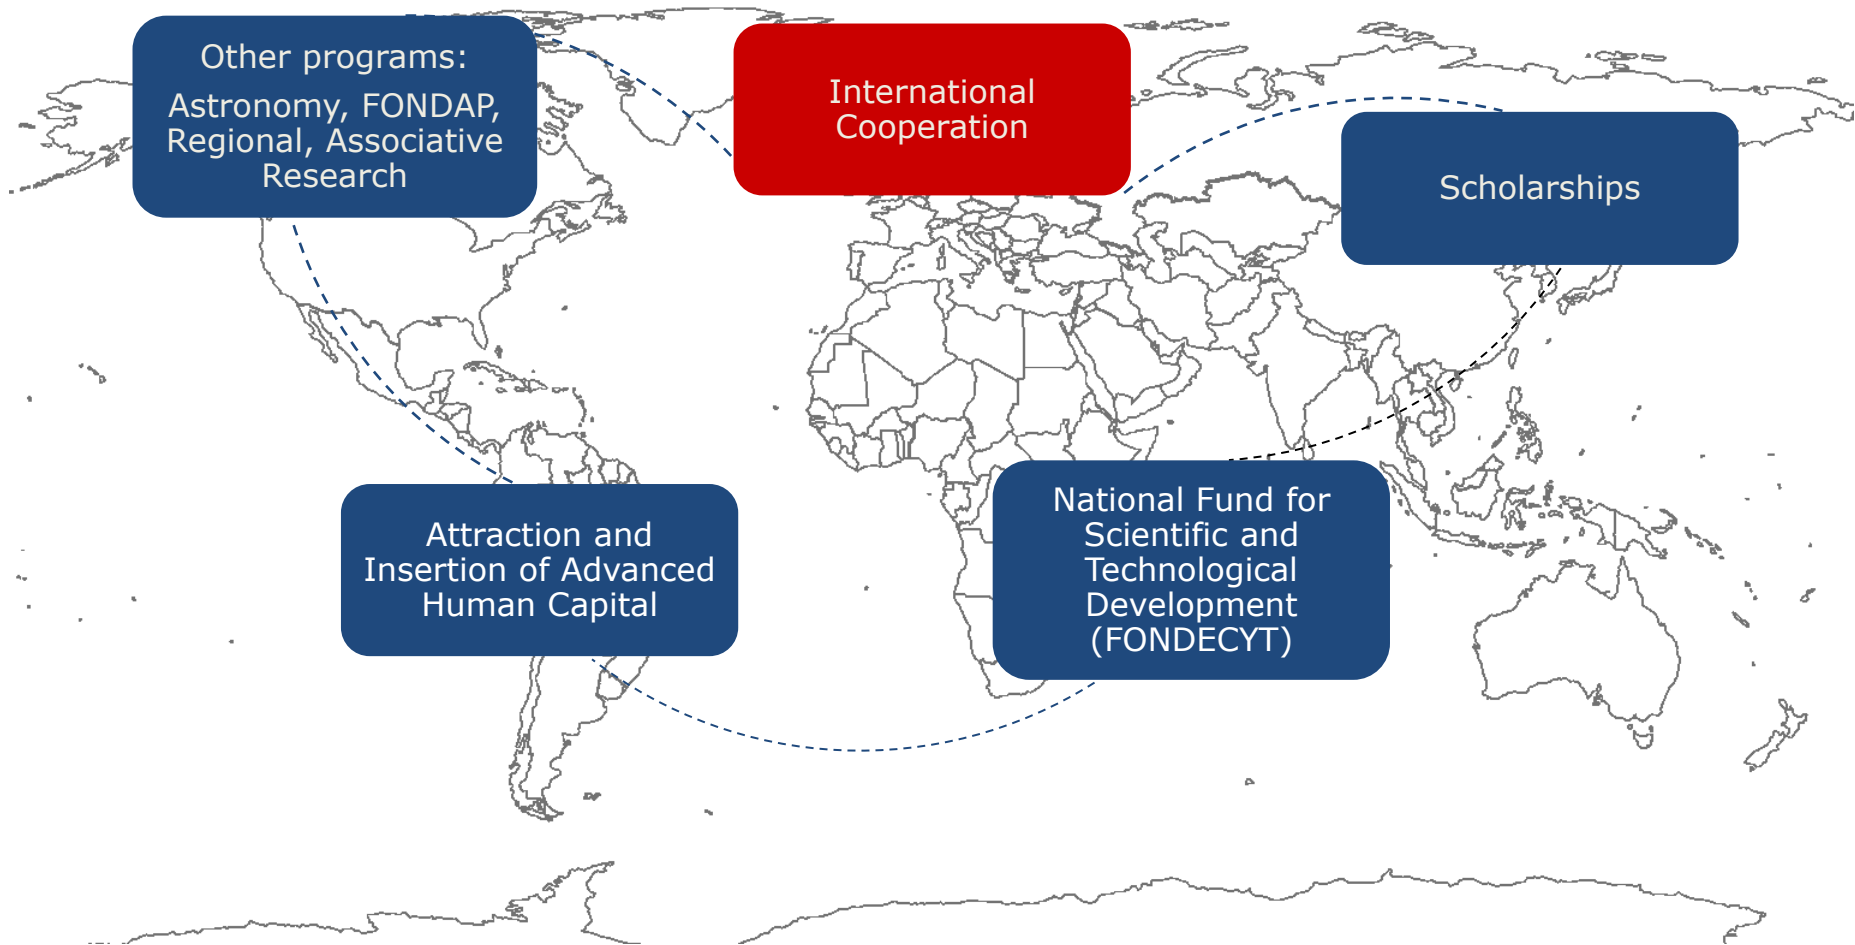 Other programs:
Astronomy, FONDAP,
Regional, Associative
Research
International
Cooperation
Scholarships
Attraction and
Insertion of Advanced
Human Capital
National Fund for
Scientific and
Technological
Development
(FONDECYT)